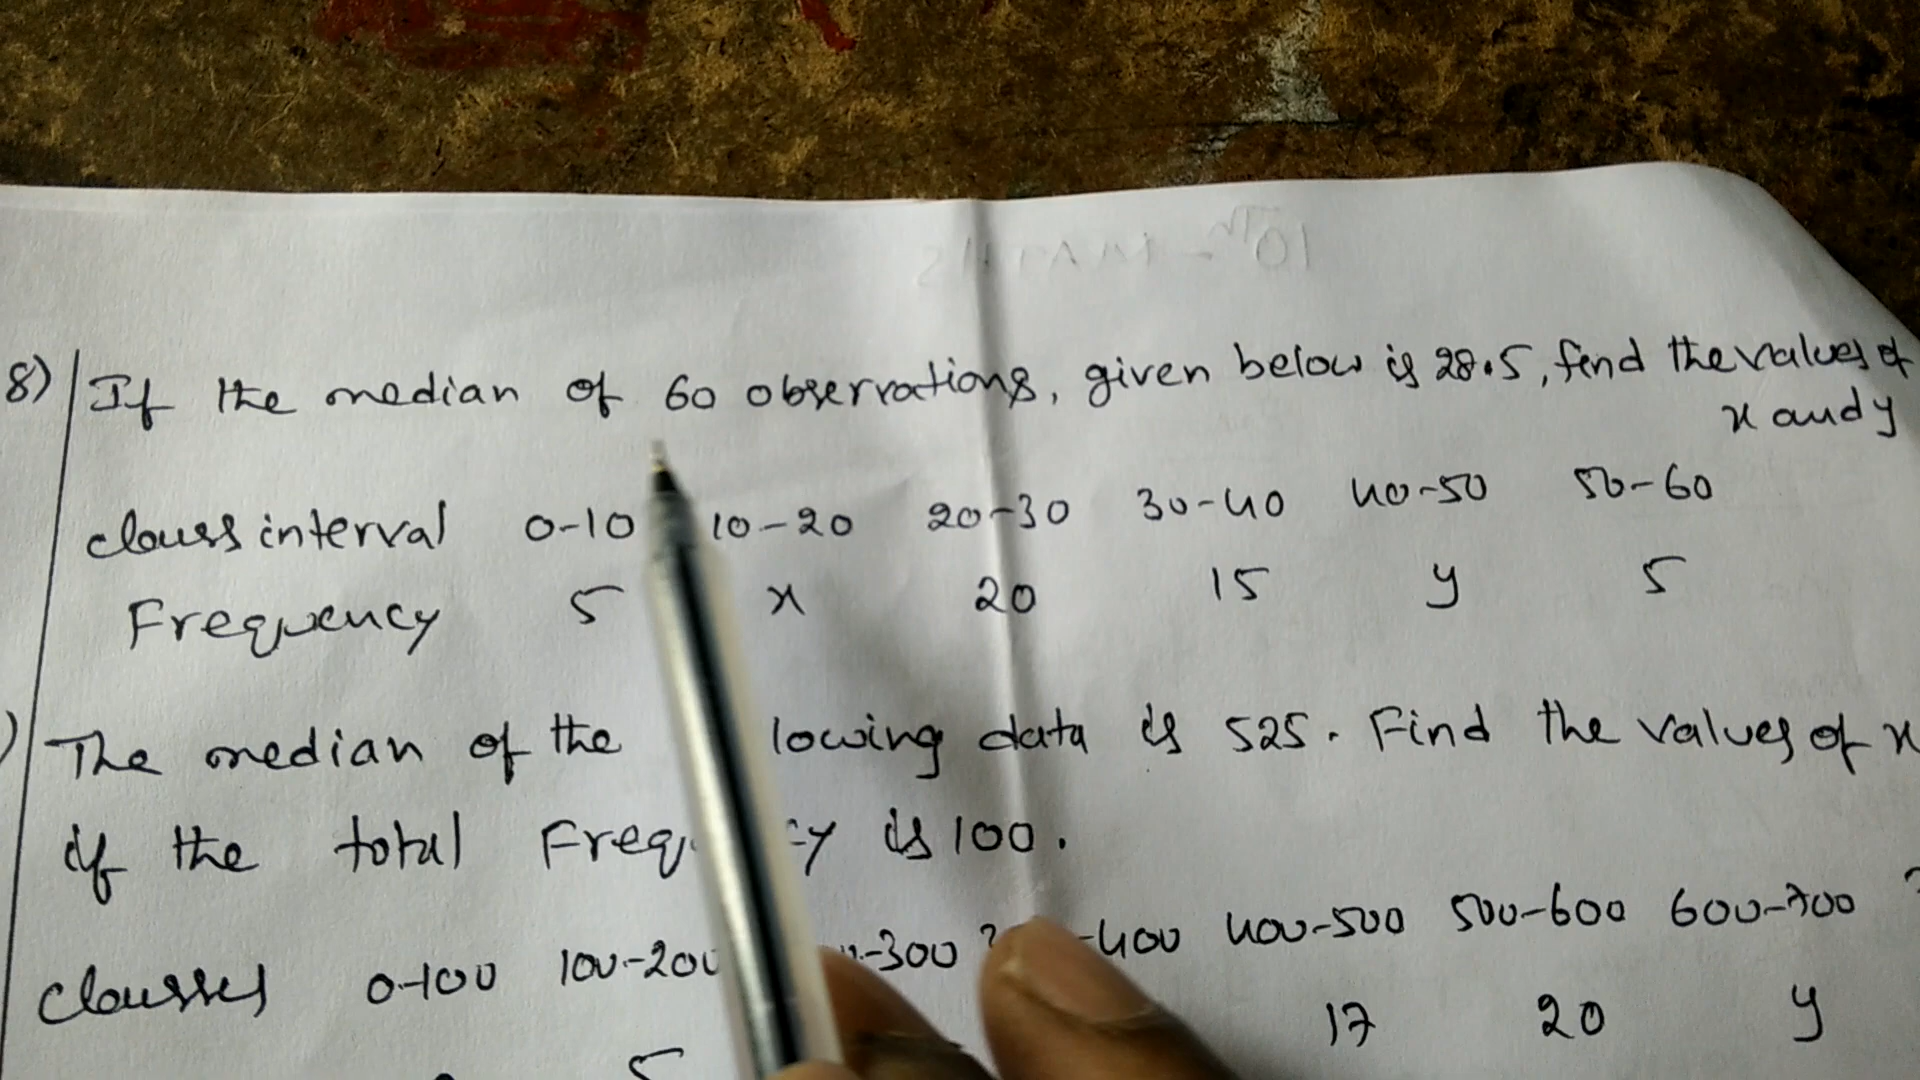 8) If the median of 60 observations, given below is 28.5, find the values of
x and y
class interval 0-10 10-20 20-30 30-40 40-50 50-60
Frequency 5 x 20 15 y 5
) The median of the lowing data is 525. Find the values of x
if the total Freq y is 100.
classes 0-100 100-200 -300 -400 400-500 500-600 600-700
5 17 20 y